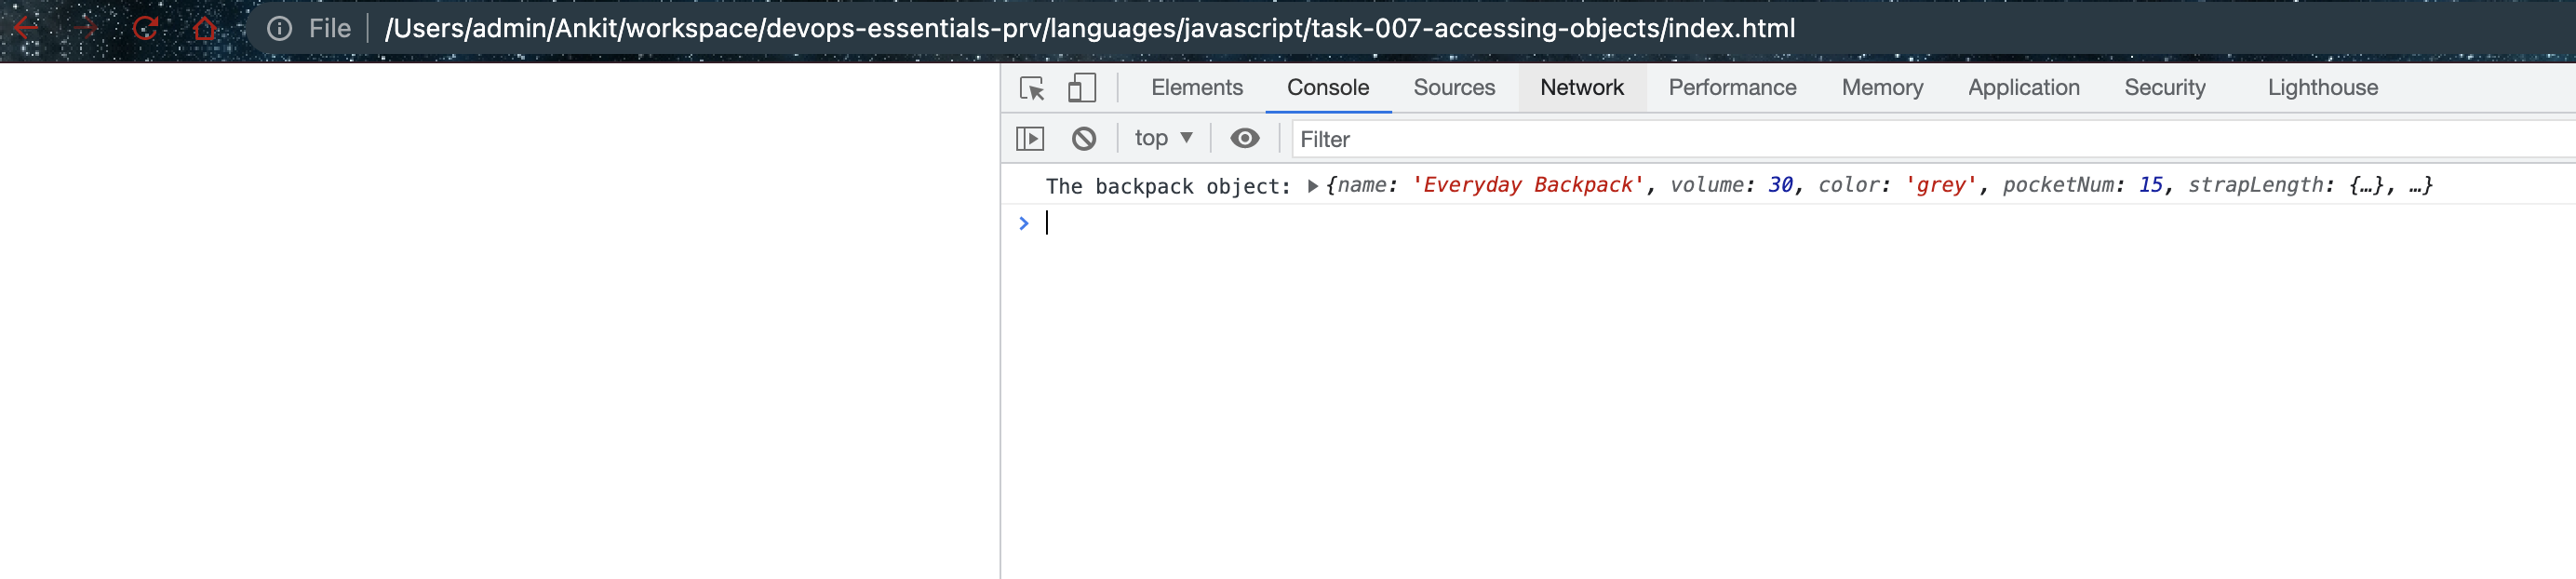 File /Users/admin/Ankit/workspace/devops-essentials-prv/languages/javascript/task-007-accessing-objects/index.html
Elements Console Sources Network Performance Memory Application Security Lighthouse
top Filter
The backpack object: {name: 'Everyday Backpack', volume: 30, color: 'grey', pocketNum: 15, strapLength: {…}, …}